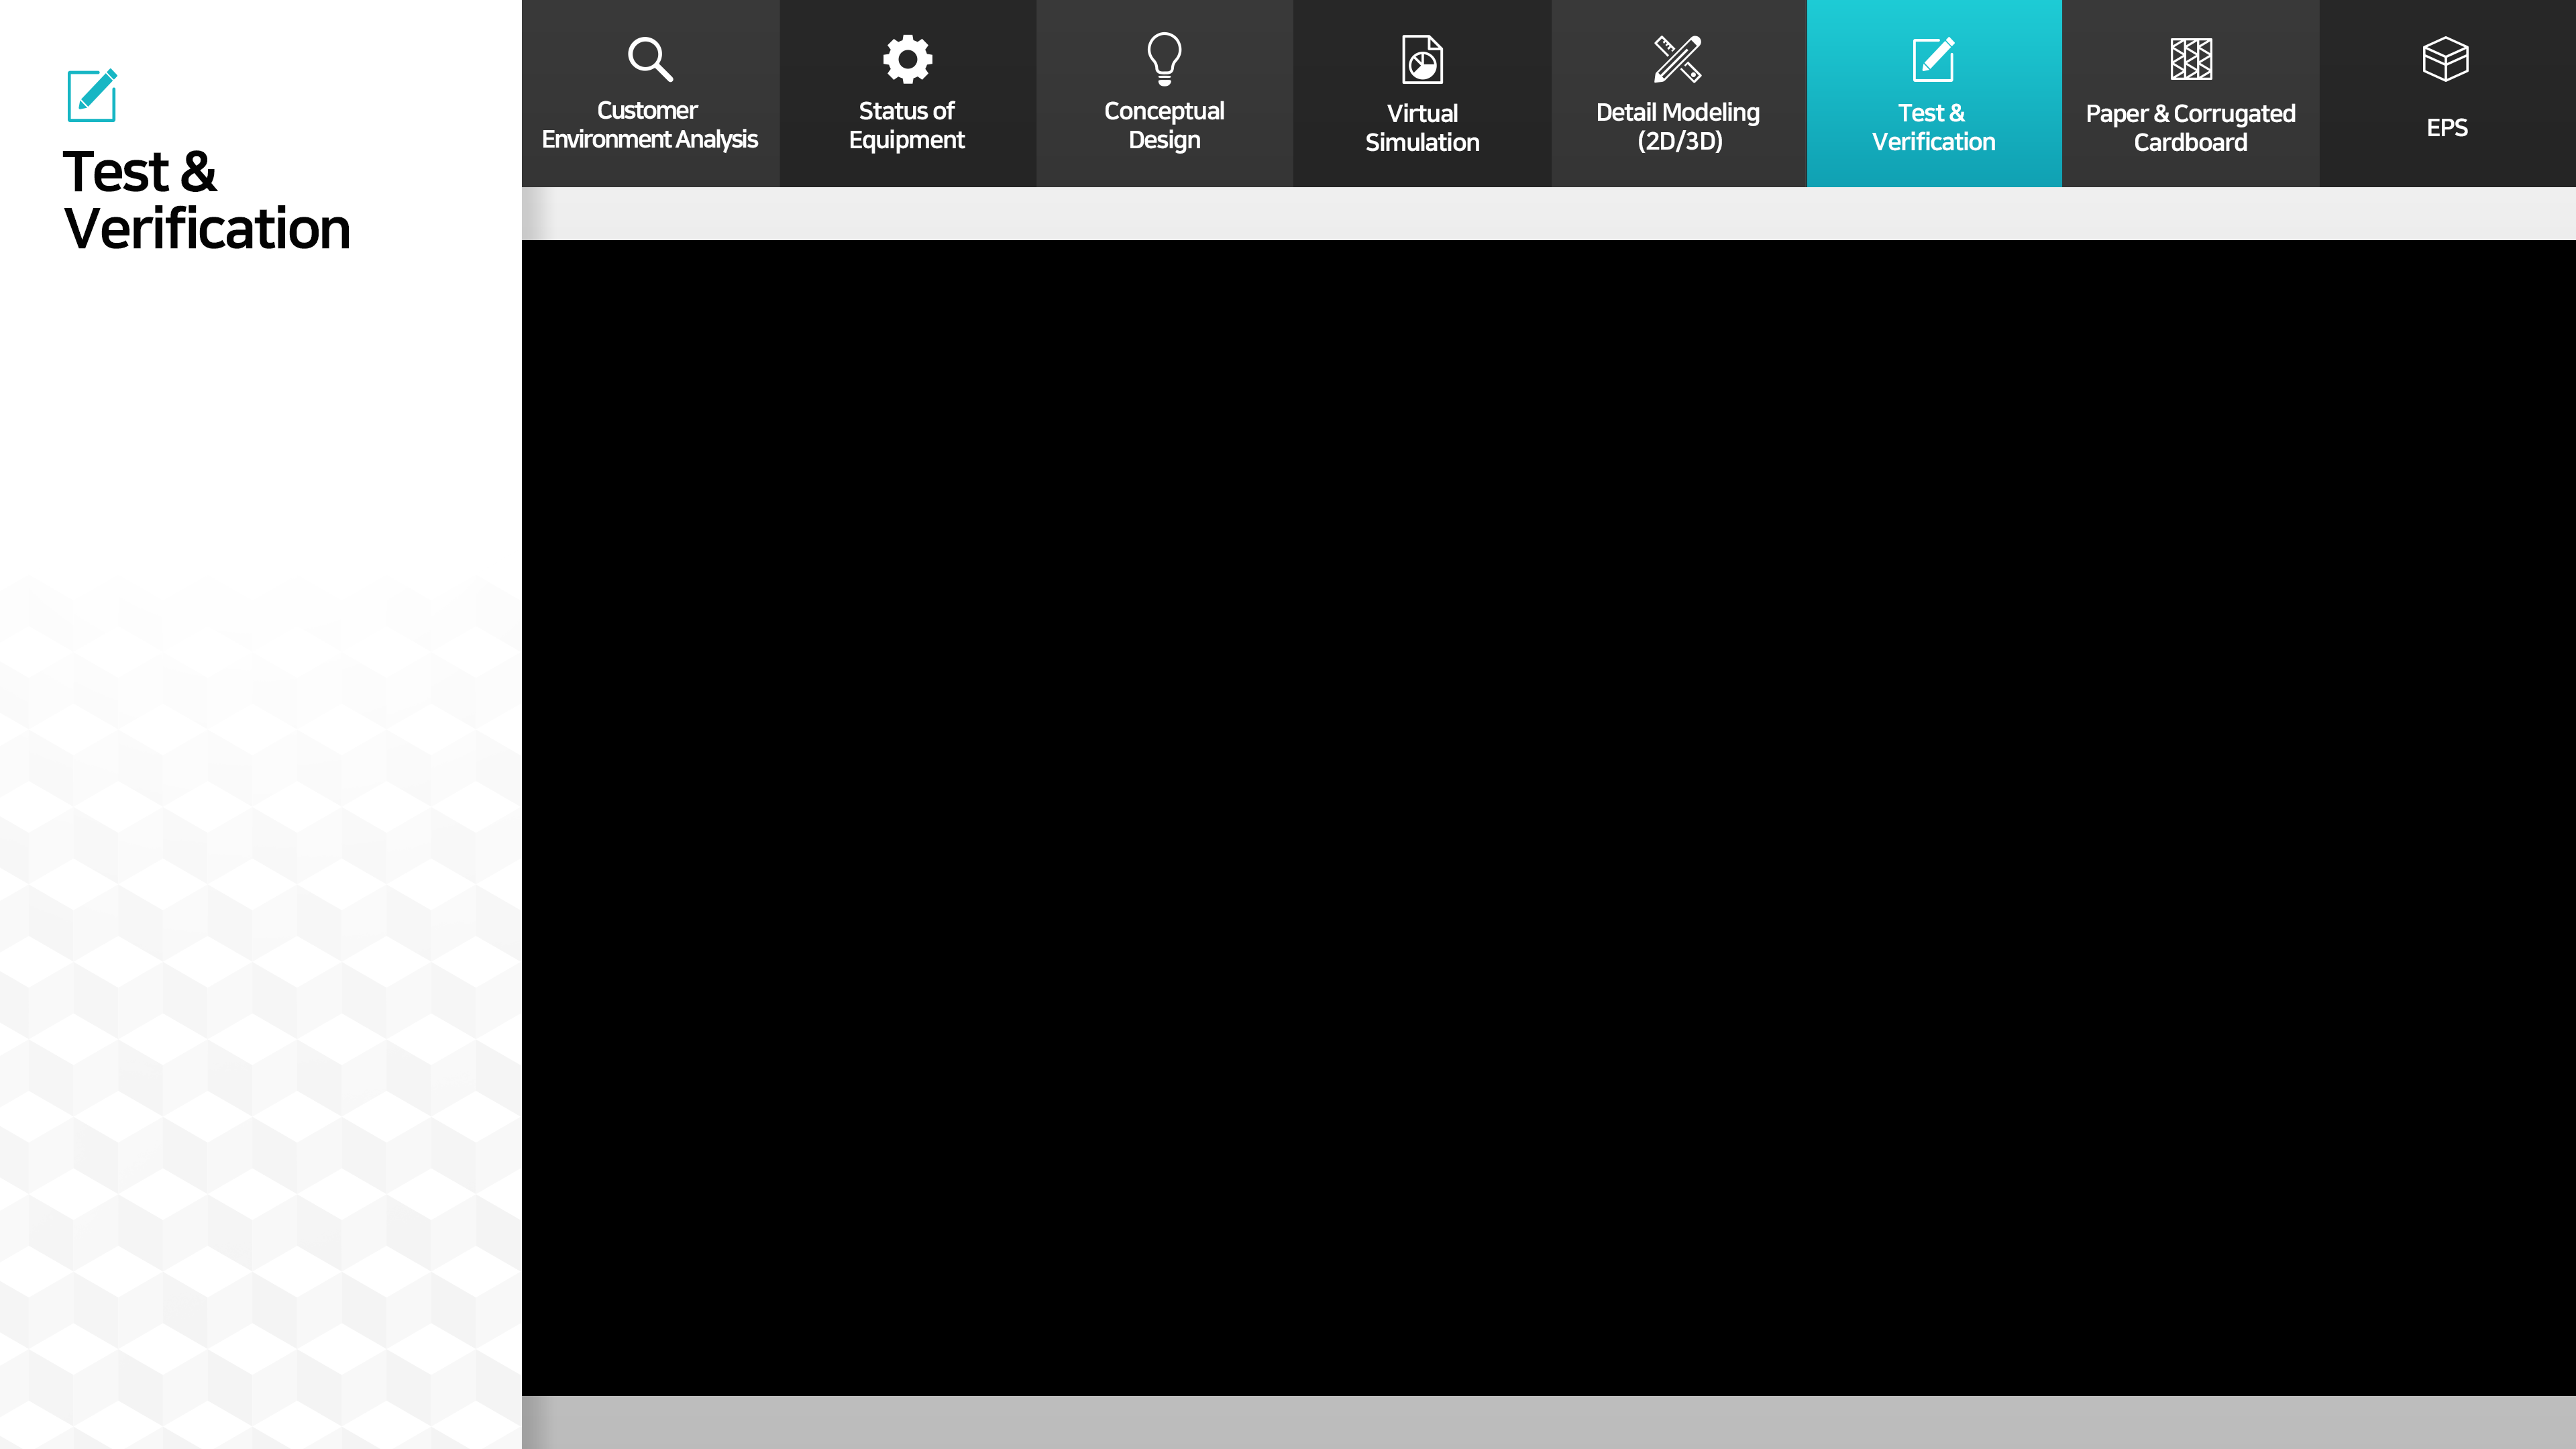 Test &
Verification
Customer
Environment Analysis
Status of
Equipment
Conceptual
Design
Virtual
Simulation
Detail Modeling
(2D/3D)
Test &
Verification
Paper & Corrugated
Cardboard
EPS